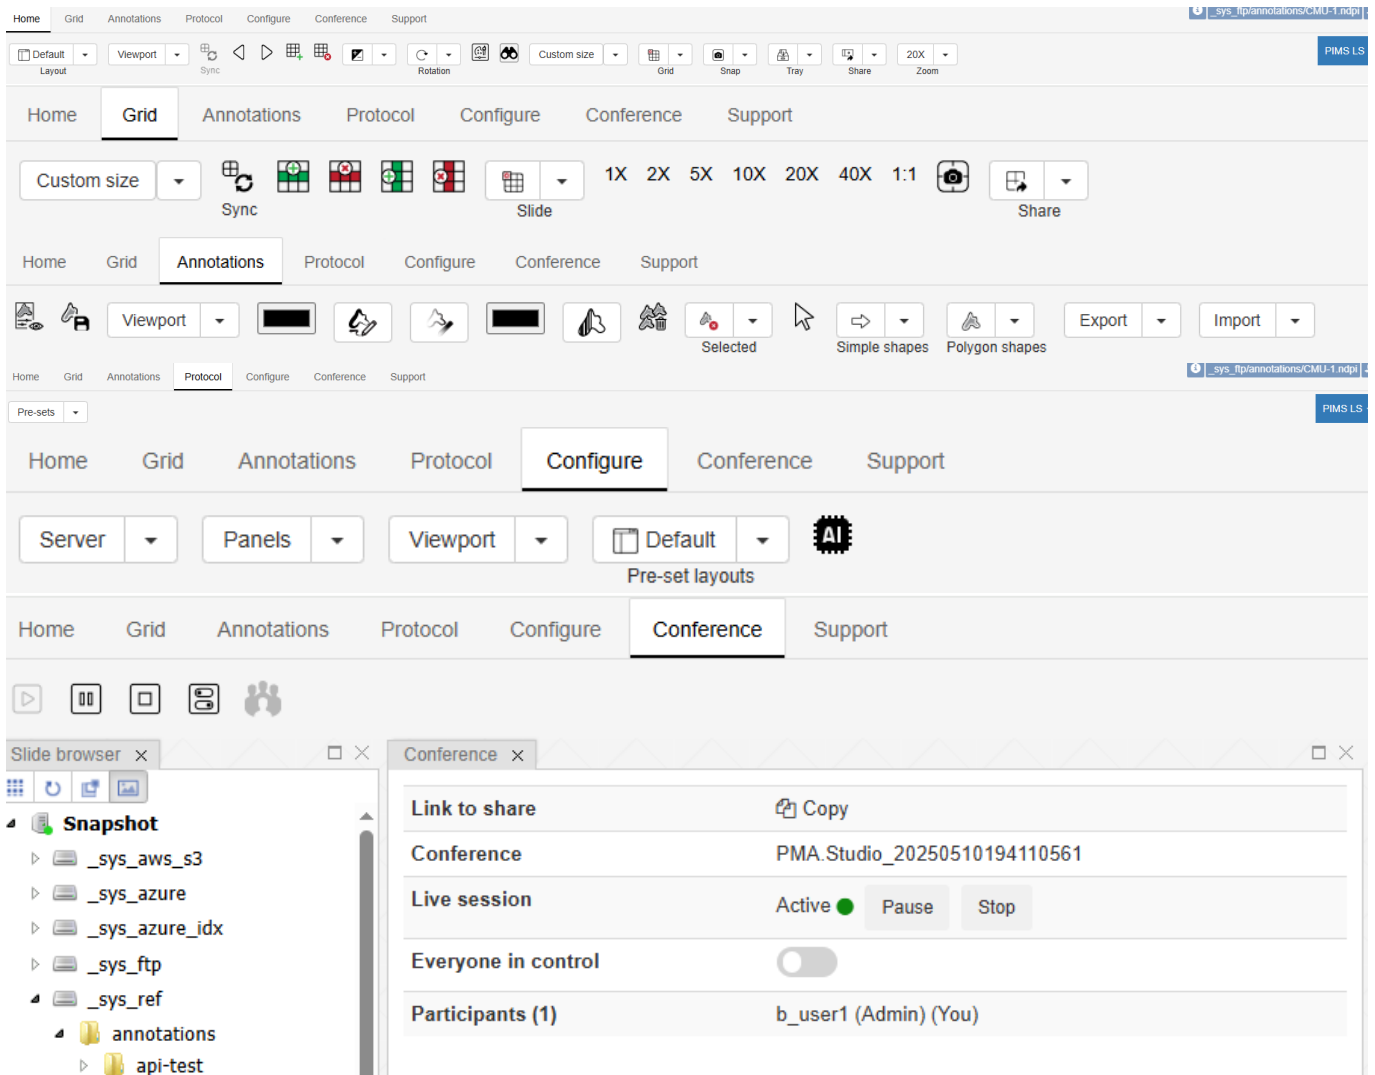 Home Grid Annotations Protocol Configure Conference Support
_sys_ftp/annotations/CMU-1.ndpi
Default Viewport Custom size 20X PIMS LS
Layout Sync Rotation Grid Snap Tray Share Zoom
Home Grid Annotations Protocol Configure Conference Support
Custom size 1X 2X 5X 10X 20X 40X 1:1
Sync Slide Share
Home Grid Annotations Protocol Configure Conference Support
Viewport Export Import
Selected Simple shapes Polygon shapes
Home Grid Annotations Protocol Configure Conference Support
_sys_ftp/annotations/CMU-1.ndpi
Pre-sets PIMS LS
Home Grid Annotations Protocol Configure Conference Support
Server Panels Viewport Default AI
Pre-set layouts
Home Grid Annotations Protocol Configure Conference Support
Slide browser
Snapshot
_sys_aws_s3
_sys_azure
_sys_azure_idx
_sys_ftp
_sys_ref
annotations
api-test
Conference
Link to share Copy
Conference PMA.Studio_20250510194110561
Live session Active Pause Stop
Everyone in control
Participants (1) b_user1 (Admin) (You)